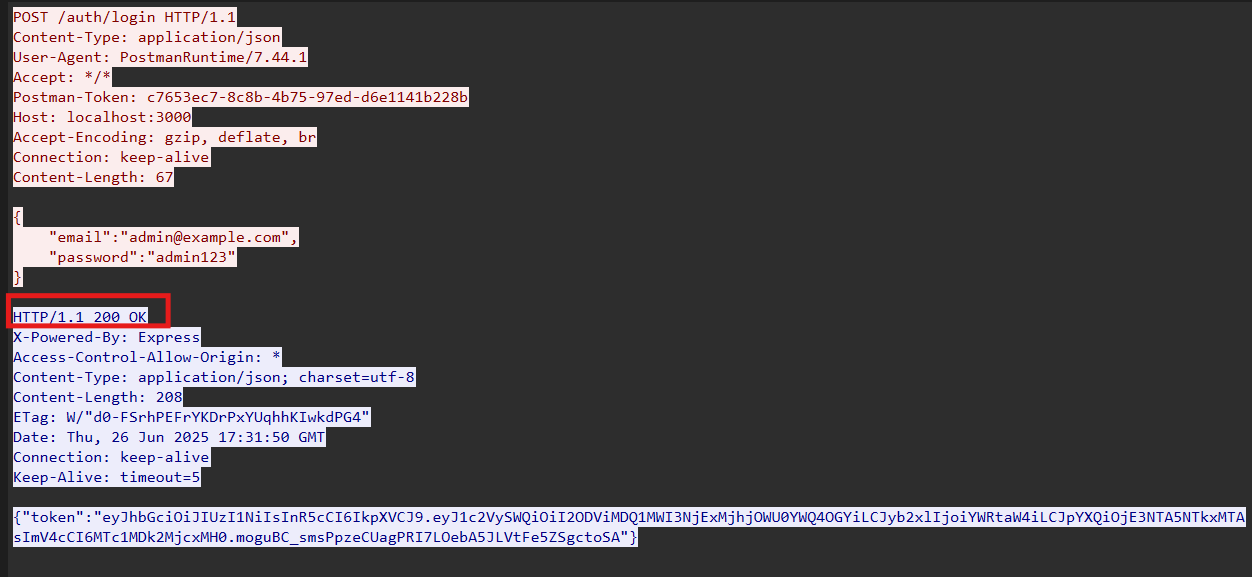 POST /auth/login HTTP/1.1
Content-Type: application/json
User-Agent: PostmanRuntime/7.44.1
Accept: */*
Postman-Token: c7653ec7-8c8b-4b75-97ed-d6e1141b228b
Host: localhost:3000
Accept-Encoding: gzip, deflate, br
Connection: keep-alive
Content-Length: 67
{
"email":"admin@example.com",
"password":"admin123"
}
HTTP/1.1 200 OK
X-Powered-By: Express
Access-Control-Allow-Origin: *
Content-Type: application/json; charset=utf-8
Content-Length: 208
ETag: W/"d0-FSrhPEFrYKDrPxYUqhhKIwkdPG4"
Date: Thu, 26 Jun 2025 17:31:50 GMT
Connection: keep-alive
Keep-Alive: timeout=5
{"token":"eyJhbGciOiJIUzI1NiIsInR5cCI6IkpXVCJ9.eyJ1c2VySWQiOiI2ODViMDQ1MWI3NjExMjhjOWU0YWQ4OGYiLCJyb2xlIjoiYWRtaW4iLCJpYXQiOjE3NTA5NTkxMTA
sImV4cCI6MTc1MDk2MjcxMH0.moguBC_smsPpzeCUagPRI7LOebA5JLVtFe5ZSgctoSA"}